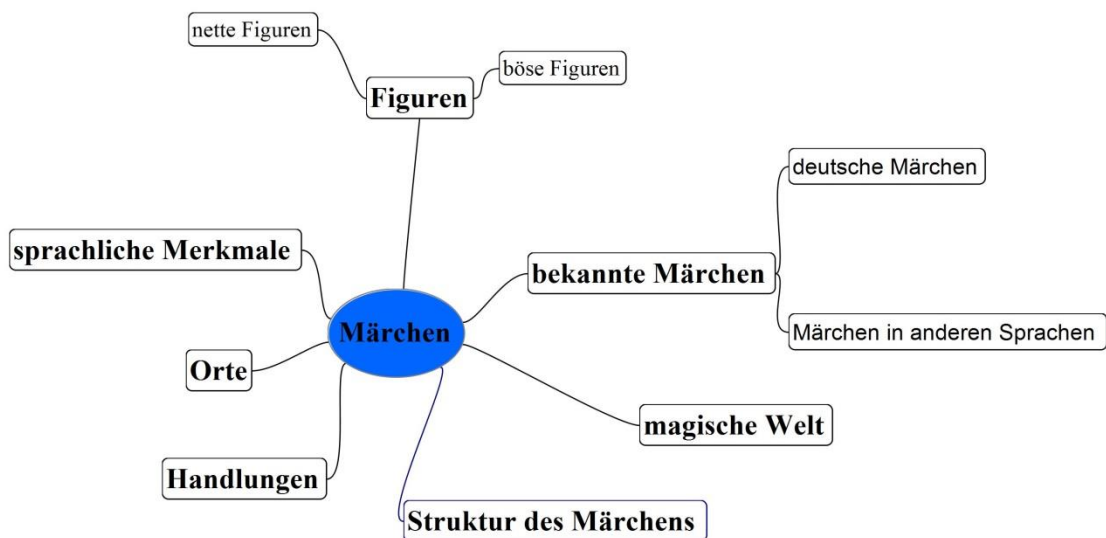 nette Figuren
böse Figuren
Figuren
deutsche Märchen
sprachliche Merkmale
bekannte Märchen
Märchen
Märchen in anderen Sprachen
Orte
magische Welt
Handlungen
Struktur des Märchens